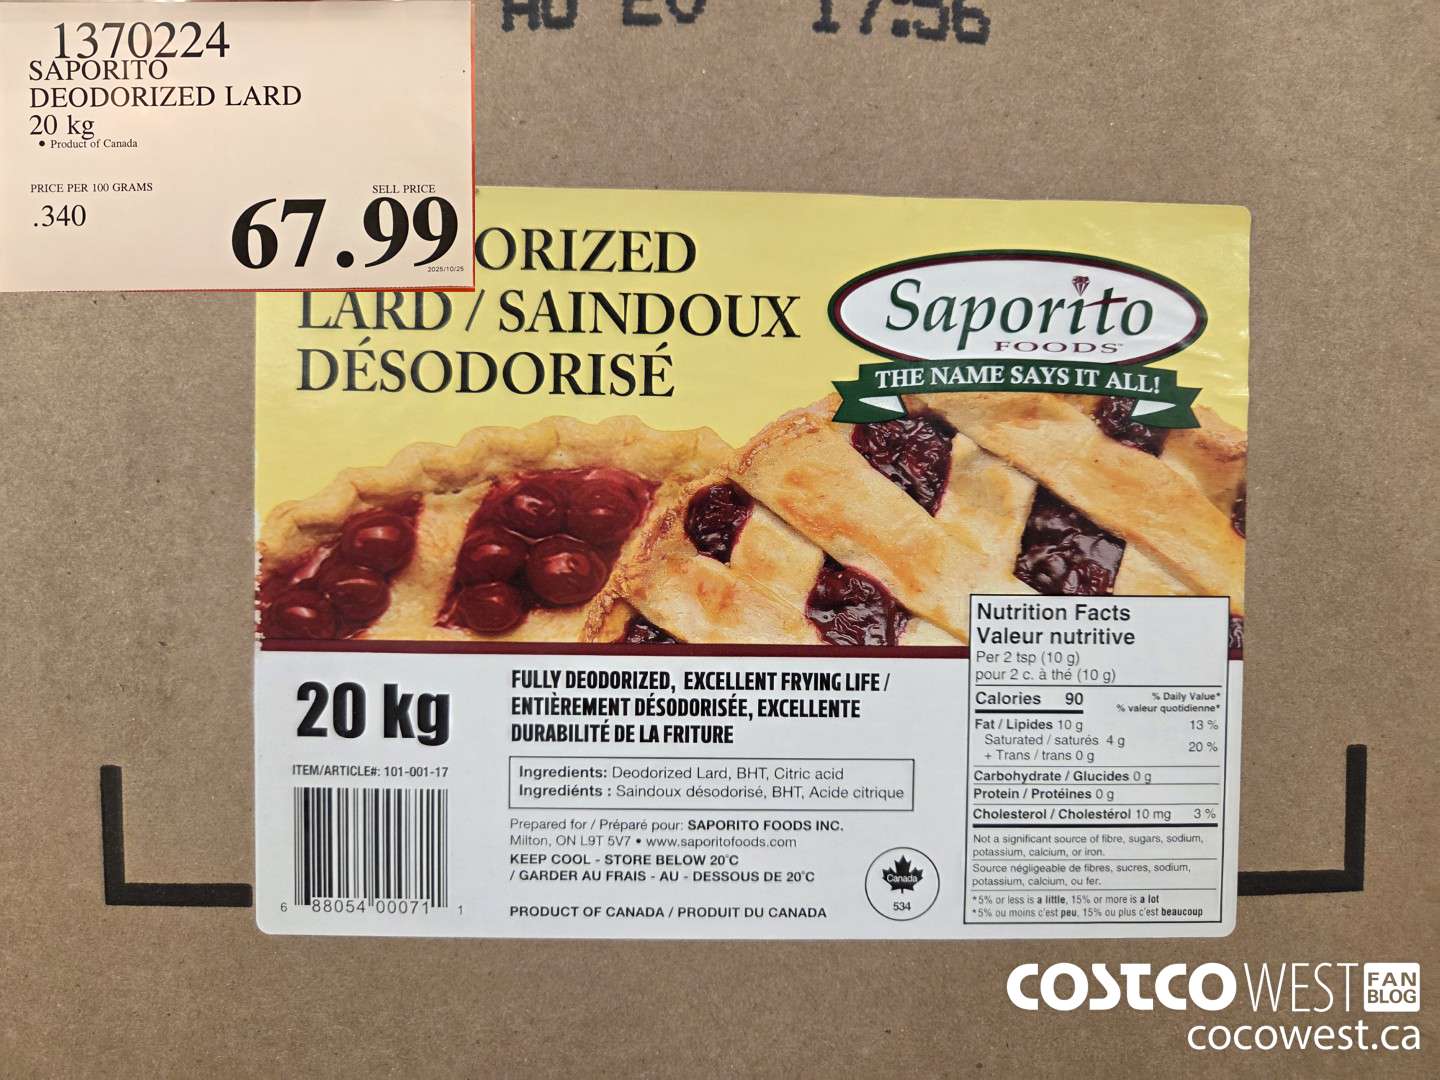 AU 20 17:56
1370224
SAPORITO
DEODORIZED LARD
20 kg
• Product of Canada
PRICE PER 100 GRAMS
.340
SELL PRICE
67.99
2025/10/25
ORIZED
LARD / SAINDOUX
DÉSODORISÉ
Saporito
FOODS™
THE NAME SAYS IT ALL!
20 kg
ITEM/ARTICLE#: 101-001-17
6 88054 00071 1
FULLY DEODORIZED, EXCELLENT FRYING LIFE /
ENTIÈREMENT DÉSODORISÉE, EXCELLENTE
DURABILITÉ DE LA FRITURE
Ingredients: Deodorized Lard, BHT, Citric acid
Ingrediénts : Saindoux désodorisé, BHT, Acide citrique
Prepared for / Préparé pour: SAPORITO FOODS INC.
Milton, ON L9T 5V7 • www.saporitofoods.com
KEEP COOL - STORE BELOW 20°C
/ GARDER AU FRAIS - AU - DESSOUS DE 20°C
PRODUCT OF CANADA / PRODUIT DU CANADA
Canada
534
Nutrition Facts
Valeur nutritive
Per 2 tsp (10 g)
pour 2 c. à thé (10 g)
Calories 90
% Daily Value*
% valeur quotidienne*
Fat / Lipides 10 g 13 %
Saturated / saturés 4 g
+ Trans / trans 0 g 20 %
Carbohydrate / Glucides 0 g
Protein / Protéines 0 g
Cholesterol / Cholestérol 10 mg 3 %
Not a significant source of fibre, sugars, sodium,
potassium, calcium, or iron.
Source négligeable de fibres, sucres, sodium,
potassium, calcium, ou fer.
*5% or less is a little, 15% or more is a lot
*5% ou moins c'est peu, 15% ou plus c'est beaucoup
COSTCO WEST FAN BLOG
cocowest.ca